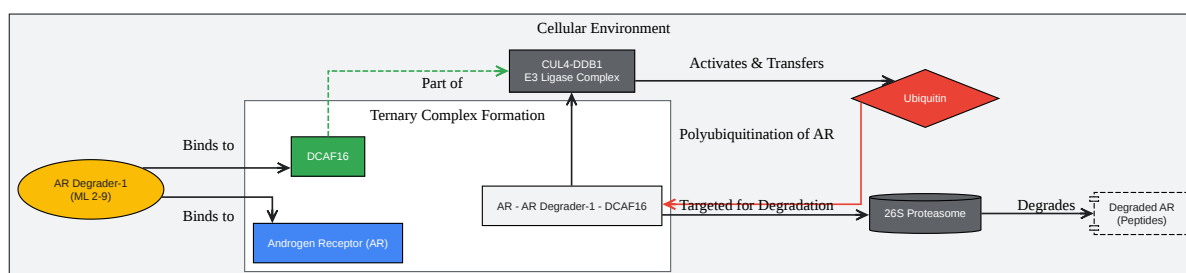 Cellular Environment
CUL4-DDB1
E3 Ligase Complex
Activates & Transfers
Part of
Ubiquitin
Ternary Complex Formation
Polyubiquitination of AR
Binds to
DCAF16
AR Degrader-1
(ML 2-9)
Binds to
AR - AR Degrader-1 - DCAF16
Targeted for Degradation
26S Proteasome
Degrades
Degraded AR
(Peptides)
Androgen Receptor (AR)